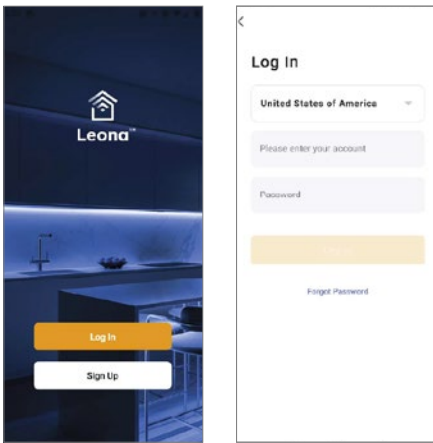 Leona™
Log In
Sign Up
Log In
United States of America
Please enter your account
Password
Forgot Password